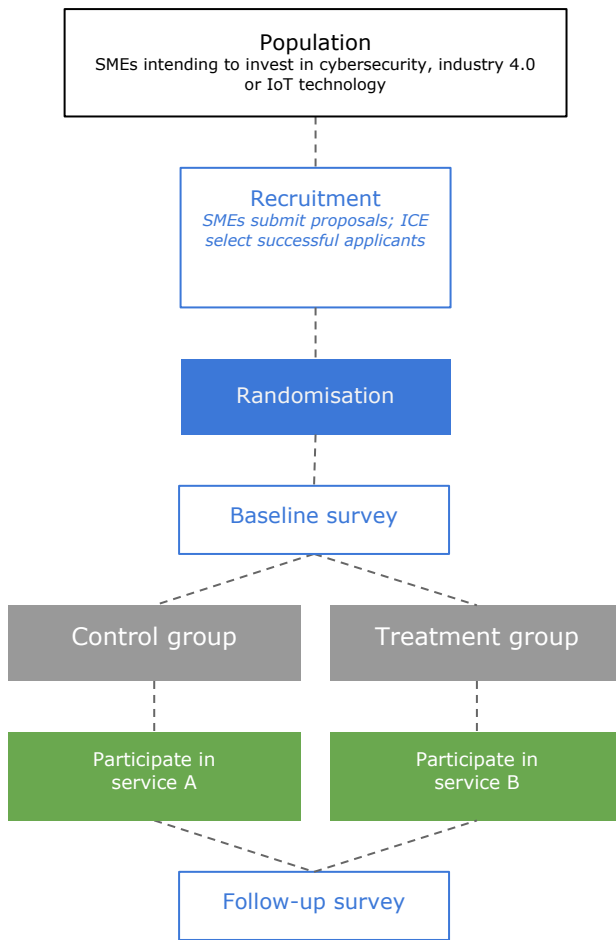 Population
SMEs intending to invest in cybersecurity, industry 4.0
or IoT technology
Recruitment
SMEs submit proposals; ICE
select successful applicants
Randomisation
Baseline survey
Control group
Treatment group
Participate in
service A
Participate in
service B
Follow-up survey